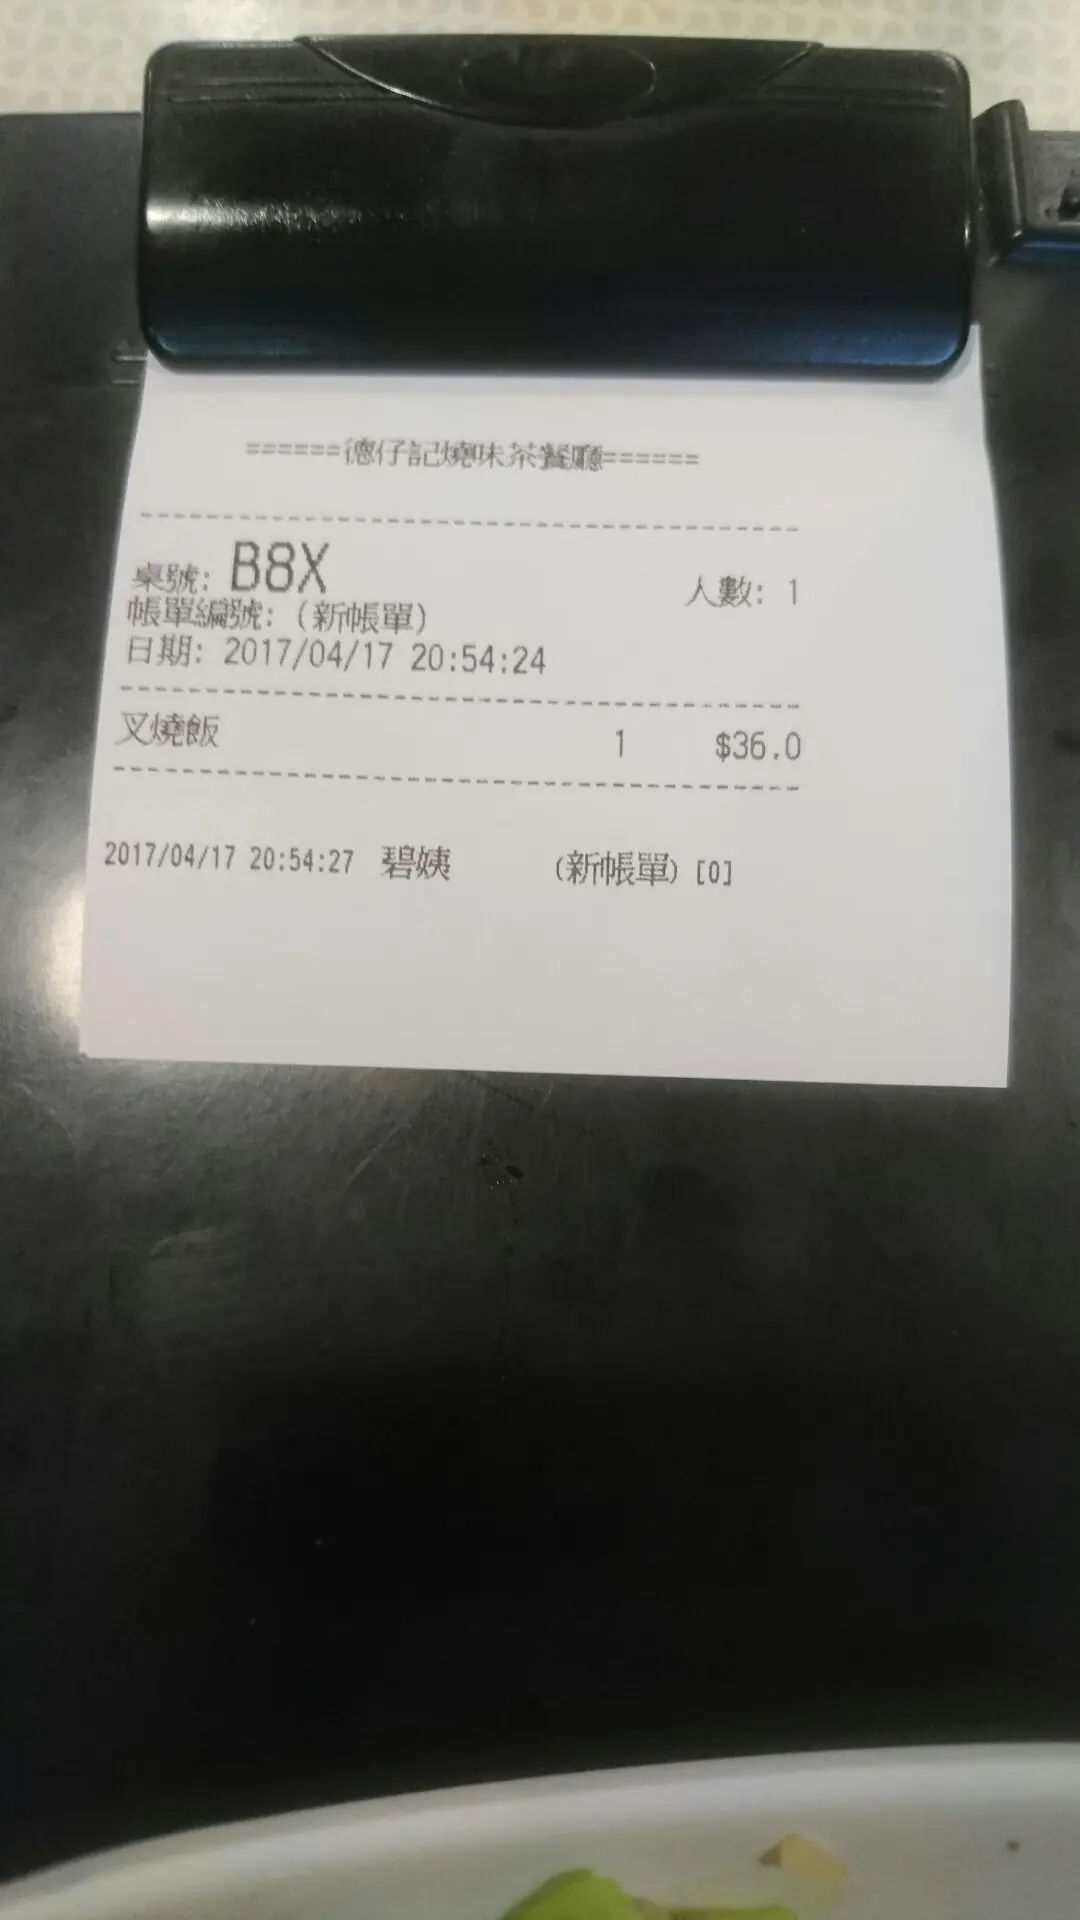 ======德仔記燒味茶餐廳======
桌號: B8X 人數: 1
帳單編號: (新帳單)
日期: 2017/04/17 20:54:24
叉燒飯 1 $36.0
2017/04/17 20:54:27 碧姨 (新帳單) [0]